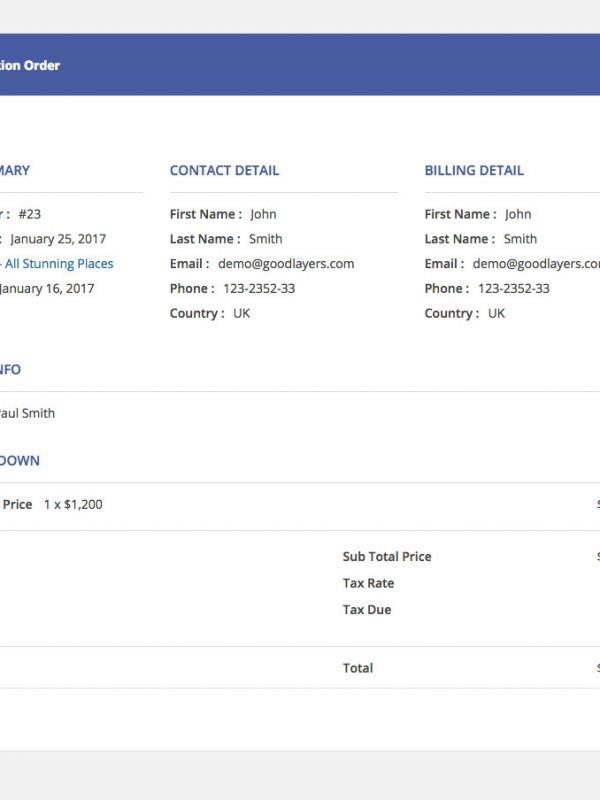 tion Order
MARY
r : #23
: January 25, 2017
- All Stunning Places
January 16, 2017
CONTACT DETAIL
First Name : John
Last Name : Smith
Email : demo@goodlayers.com
Phone : 123-2352-33
Country : UK
BILLING DETAIL
First Name : John
Last Name : Smith
Email : demo@goodlayers.co
Phone : 123-2352-33
Country : UK
NFO
Paul Smith
DOWN
Price 1 x $1,200
Sub Total Price
Tax Rate
Tax Due
Total